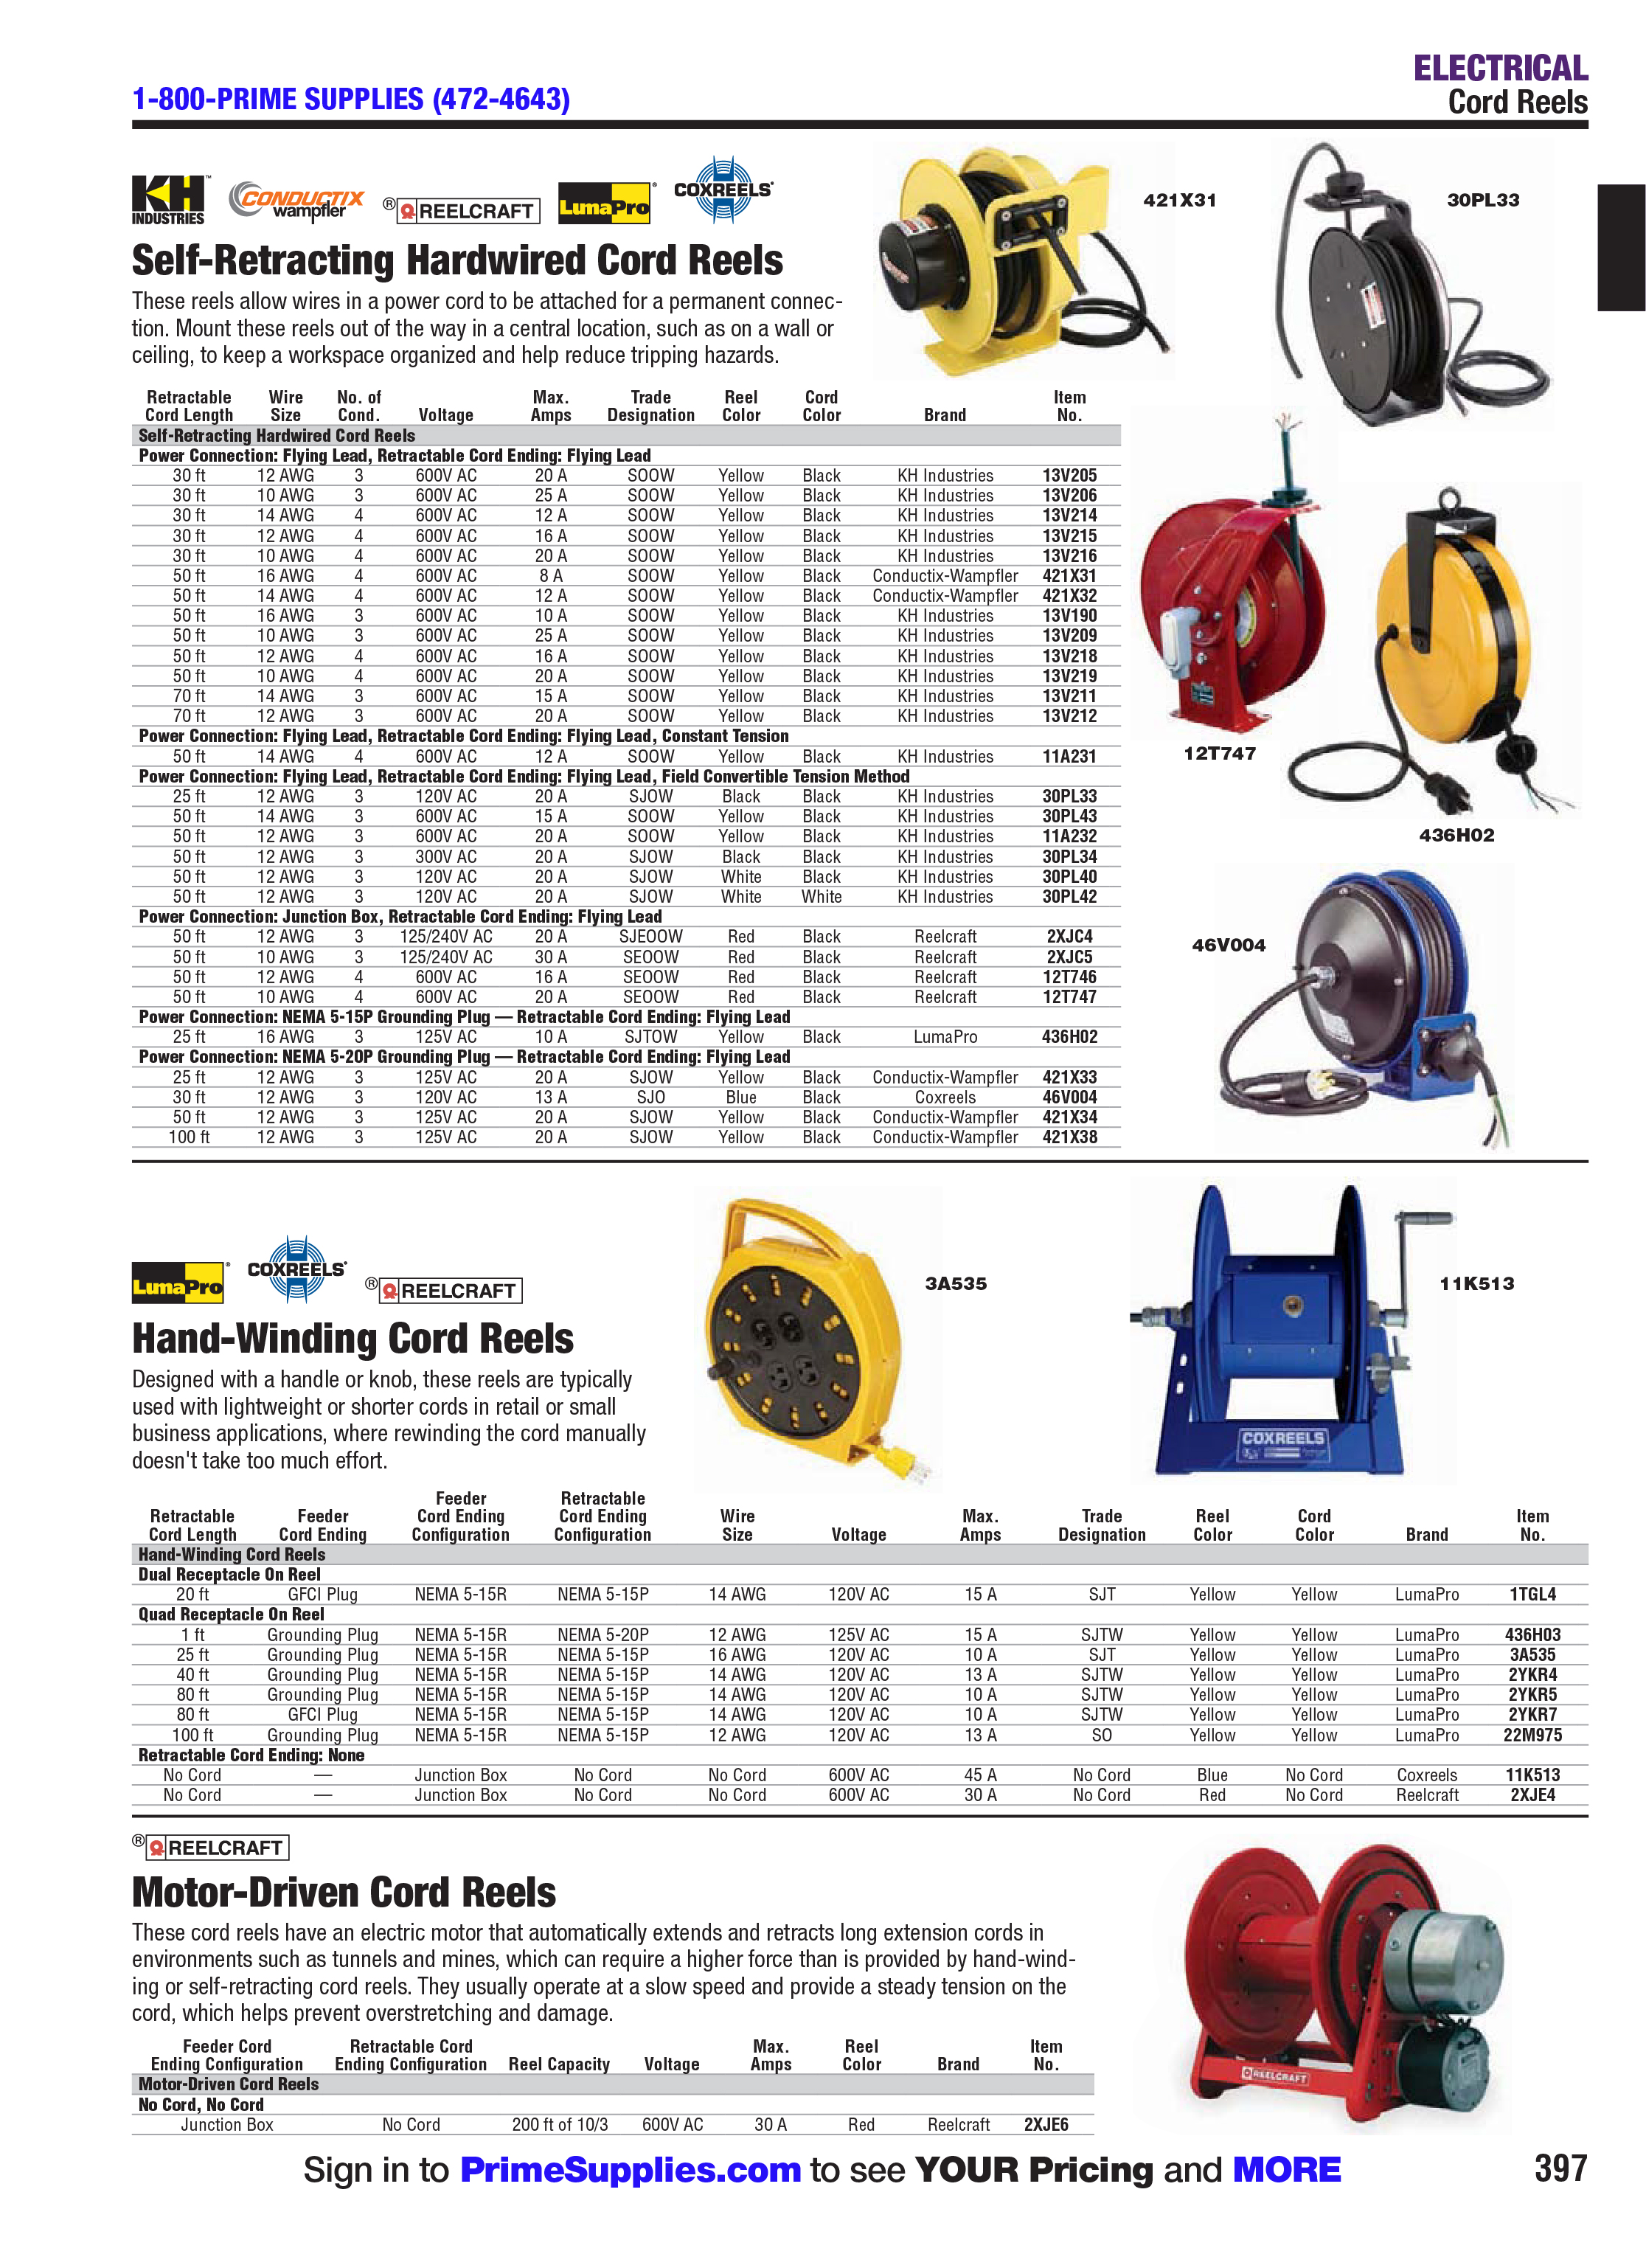 ELECTRICAL
1-800-PRIME SUPPLIES (472-4643)
Cord Reels
KH INDUSTRIES
CONDUCTIX wampfler
® REELCRAFT
LumaPro®
COXREELS®
421X31
30PL33
Self-Retracting Hardwired Cord Reels
These reels allow wires in a power cord to be attached for a permanent connec-
tion. Mount these reels out of the way in a central location, such as on a wall or
ceiling, to keep a workspace organized and help reduce tripping hazards.
Retractable Wire No. of Max. Trade Reel Cord Item
Cord Length Size Cond. Voltage Amps Designation Color Color Brand No.
Self-Retracting Hardwired Cord Reels
Power Connection: Flying Lead, Retractable Cord Ending: Flying Lead
30 ft 12 AWG 3 600V AC 20 A SOOW Yellow Black KH Industries 13V205
30 ft 10 AWG 3 600V AC 25 A SOOW Yellow Black KH Industries 13V206
30 ft 14 AWG 4 600V AC 12 A SOOW Yellow Black KH Industries 13V214
30 ft 12 AWG 4 600V AC 16 A SOOW Yellow Black KH Industries 13V215
30 ft 10 AWG 4 600V AC 20 A SOOW Yellow Black KH Industries 13V216
50 ft 16 AWG 4 600V AC 8 A SOOW Yellow Black Conductix-Wampfler 421X31
50 ft 14 AWG 4 600V AC 12 A SOOW Yellow Black Conductix-Wampfler 421X32
50 ft 16 AWG 3 600V AC 10 A SOOW Yellow Black KH Industries 13V190
50 ft 10 AWG 3 600V AC 25 A SOOW Yellow Black KH Industries 13V209
50 ft 12 AWG 4 600V AC 16 A SOOW Yellow Black KH Industries 13V218
50 ft 10 AWG 4 600V AC 20 A SOOW Yellow Black KH Industries 13V219
70 ft 14 AWG 3 600V AC 15 A SOOW Yellow Black KH Industries 13V211
70 ft 12 AWG 3 600V AC 20 A SOOW Yellow Black KH Industries 13V212
Power Connection: Flying Lead, Retractable Cord Ending: Flying Lead, Constant Tension
50 ft 14 AWG 4 600V AC 12 A SOOW Yellow Black KH Industries 11A231
Power Connection: Flying Lead, Retractable Cord Ending: Flying Lead, Field Convertible Tension Method
25 ft 12 AWG 3 120V AC 20 A SJOW Black Black KH Industries 30PL33
50 ft 14 AWG 3 600V AC 15 A SOOW Yellow Black KH Industries 30PL43
50 ft 12 AWG 3 600V AC 20 A SOOW Yellow Black KH Industries 11A232
50 ft 12 AWG 3 300V AC 20 A SJOW Black Black KH Industries 30PL34
50 ft 12 AWG 3 120V AC 20 A SJOW White Black KH Industries 30PL40
50 ft 12 AWG 3 120V AC 20 A SJOW White White KH Industries 30PL42
Power Connection: Junction Box, Retractable Cord Ending: Flying Lead
50 ft 12 AWG 3 125/240V AC 20 A SJEOOW Red Black Reelcraft 2XJC4
50 ft 10 AWG 3 125/240V AC 30 A SEOOW Red Black Reelcraft 2XJC5
50 ft 12 AWG 4 600V AC 16 A SEOOW Red Black Reelcraft 12T746
50 ft 10 AWG 4 600V AC 20 A SEOOW Red Black Reelcraft 12T747
Power Connection: NEMA 5-15P Grounding Plug — Retractable Cord Ending: Flying Lead
25 ft 16 AWG 3 125V AC 10 A SJTOW Yellow Black LumaPro 436H02
Power Connection: NEMA 5-20P Grounding Plug — Retractable Cord Ending: Flying Lead
25 ft 12 AWG 3 125V AC 20 A SJOW Yellow Black Conductix-Wampfler 421X33
30 ft 12 AWG 3 120V AC 13 A SJO Blue Black Coxreels 46V004
50 ft 12 AWG 3 125V AC 20 A SJOW Yellow Black Conductix-Wampfler 421X34
100 ft 12 AWG 3 125V AC 20 A SJOW Yellow Black Conductix-Wampfler 421X38
12T747
436H02
46V004
LumaPro®
COXREELS®
® REELCRAFT
3A535
11K513
COXREELS
Hand-Winding Cord Reels
Designed with a handle or knob, these reels are typically
used with lightweight or shorter cords in retail or small
business applications, where rewinding the cord manually
doesn't take too much effort.
Feeder Retractable
Retractable Feeder Cord Ending Cord Ending Wire Max. Trade Reel Cord Item
Cord Length Cord Ending Configuration Configuration Size Voltage Amps Designation Color Color Brand No.
Hand-Winding Cord Reels
Dual Receptacle On Reel
20 ft GFCI Plug NEMA 5-15R NEMA 5-15P 14 AWG 120V AC 15 A SJT Yellow Yellow LumaPro 1TGL4
Quad Receptacle On Reel
1 ft Grounding Plug NEMA 5-15R NEMA 5-20P 12 AWG 125V AC 15 A SJTW Yellow Yellow LumaPro 436H03
25 ft Grounding Plug NEMA 5-15R NEMA 5-15P 16 AWG 120V AC 10 A SJT Yellow Yellow LumaPro 3A535
40 ft Grounding Plug NEMA 5-15R NEMA 5-15P 14 AWG 120V AC 13 A SJTW Yellow Yellow LumaPro 2YKR4
80 ft Grounding Plug NEMA 5-15R NEMA 5-15P 14 AWG 120V AC 10 A SJTW Yellow Yellow LumaPro 2YKR5
80 ft GFCI Plug NEMA 5-15R NEMA 5-15P 14 AWG 120V AC 10 A SJTW Yellow Yellow LumaPro 2YKR7
100 ft Grounding Plug NEMA 5-15R NEMA 5-15P 12 AWG 120V AC 13 A SO Yellow Yellow LumaPro 22M975
Retractable Cord Ending: None
No Cord — Junction Box No Cord No Cord 600V AC 45 A No Cord Blue No Cord Coxreels 11K513
No Cord — Junction Box No Cord No Cord 600V AC 30 A No Cord Red No Cord Reelcraft 2XJE4
® REELCRAFT
Motor-Driven Cord Reels
These cord reels have an electric motor that automatically extends and retracts long extension cords in
environments such as tunnels and mines, which can require a higher force than is provided by hand-wind-
ing or self-retracting cord reels. They usually operate at a slow speed and provide a steady tension on the
cord, which helps prevent overstretching and damage.
Feeder Cord Retractable Cord Max. Reel Item
Ending Configuration Ending Configuration Reel Capacity Voltage Amps Color Brand No.
Motor-Driven Cord Reels
No Cord, No Cord
Junction Box No Cord 200 ft of 10/3 600V AC 30 A Red Reelcraft 2XJE6
REELCRAFT
Sign in to PrimeSupplies.com to see YOUR Pricing and MORE
397